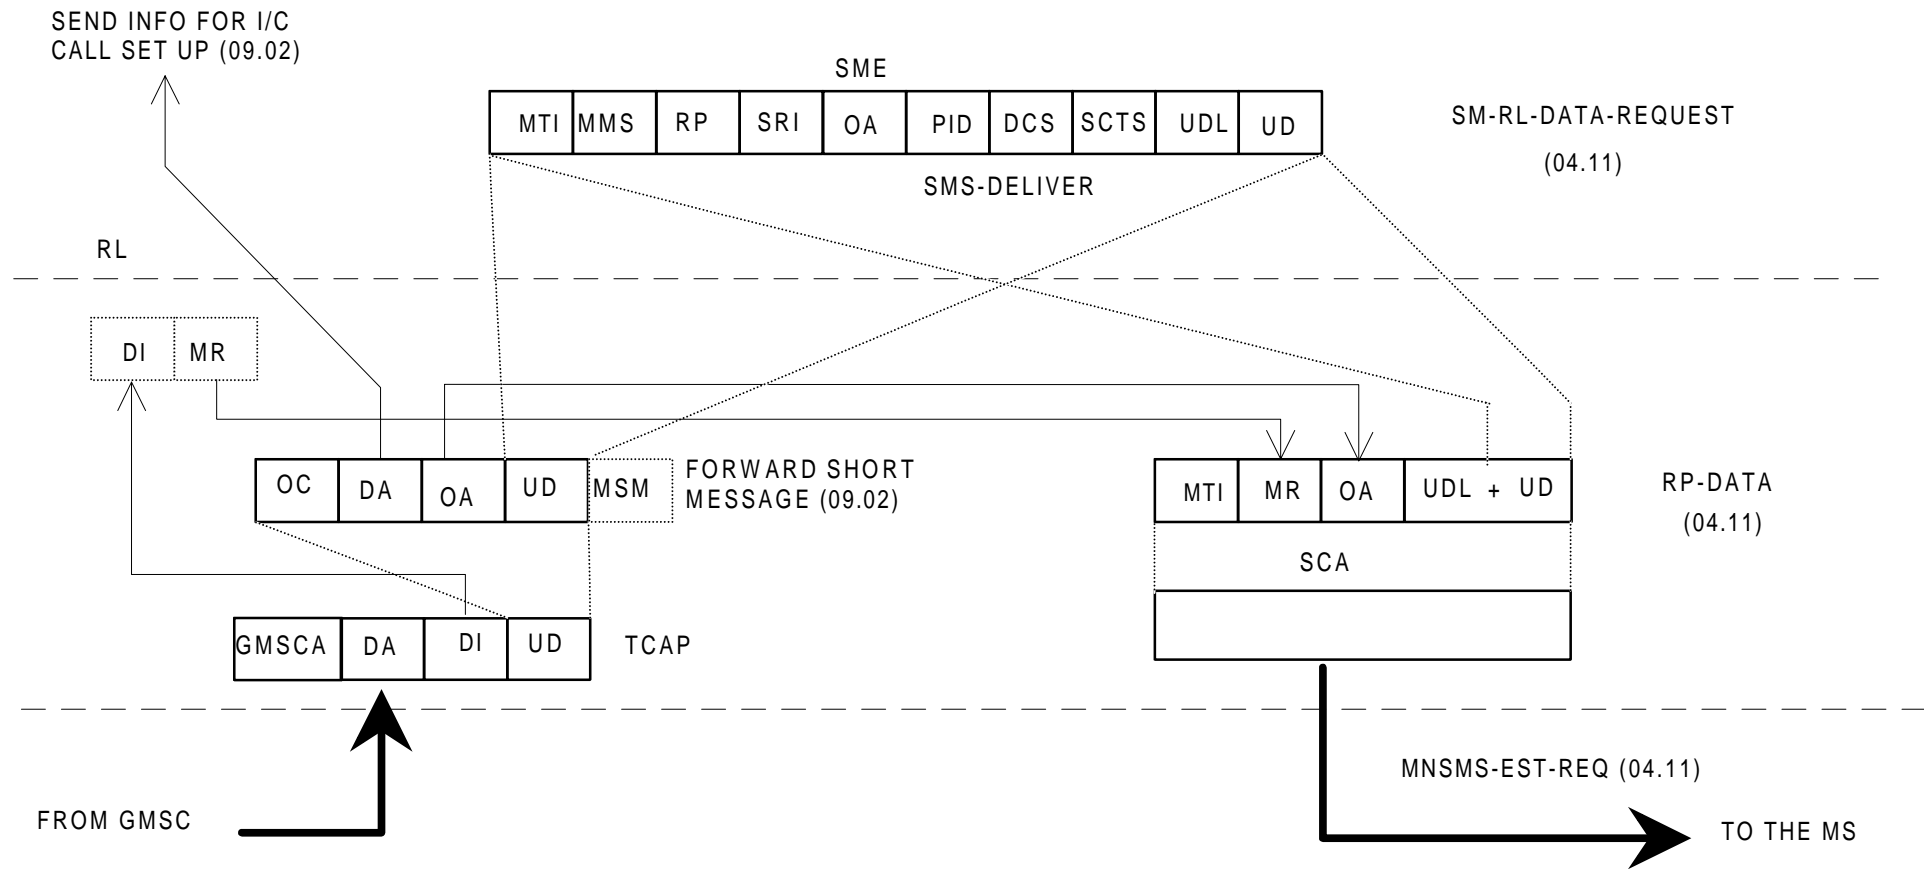 SEND INFO FOR I/C
CALL SET UP (09.02)
SME
MTI MMS RP SRI OA PID DCS SCTS UDL UD
SM-RL-DATA-REQUEST
(04.11)
SMS-DELIVER
RL
DI MR
OC DA OA UD MSM
FORWARD SHORT
MESSAGE (09.02)
MTI MR OA UDL + UD
RP-DATA
(04.11)
SCA
GMSCA DA DI UD TCAP
MNSMS-EST-REQ (04.11)
FROM GMSC
TO THE MS